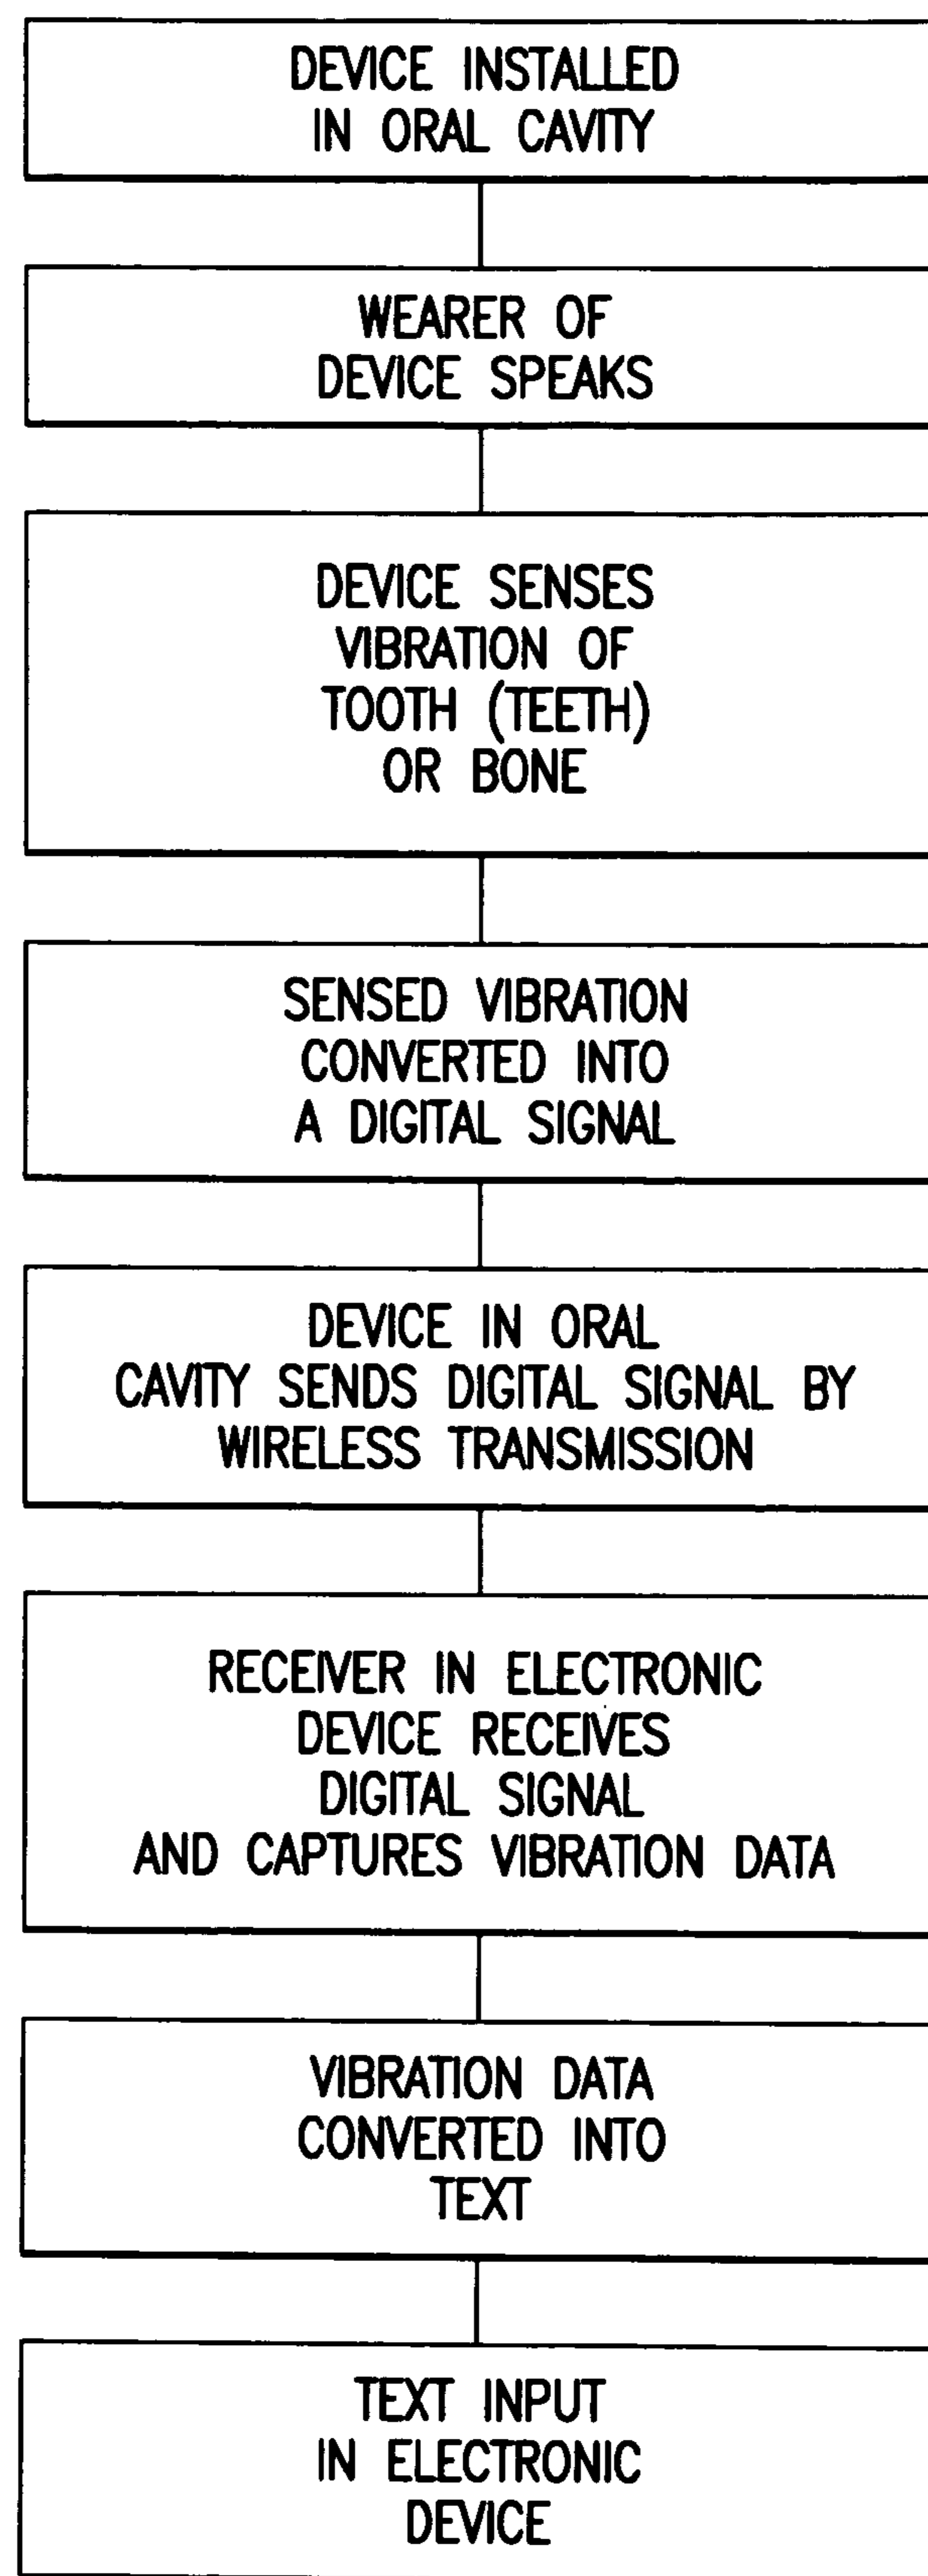 DEVICE INSTALLED
IN ORAL CAVITY
WEARER OF
DEVICE SPEAKS
DEVICE SENSES
VIBRATION OF
TOOTH (TEETH)
OR BONE
SENSED VIBRATION
CONVERTED INTO
A DIGITAL SIGNAL
DEVICE IN ORAL
CAVITY SENDS DIGITAL SIGNAL BY
WIRELESS TRANSMISSION
RECEIVER IN ELECTRONIC
DEVICE RECEIVES
DIGITAL SIGNAL
AND CAPTURES VIBRATION DATA
VIBRATION DATA
CONVERTED INTO
TEXT
TEXT INPUT
IN ELECTRONIC
DEVICE